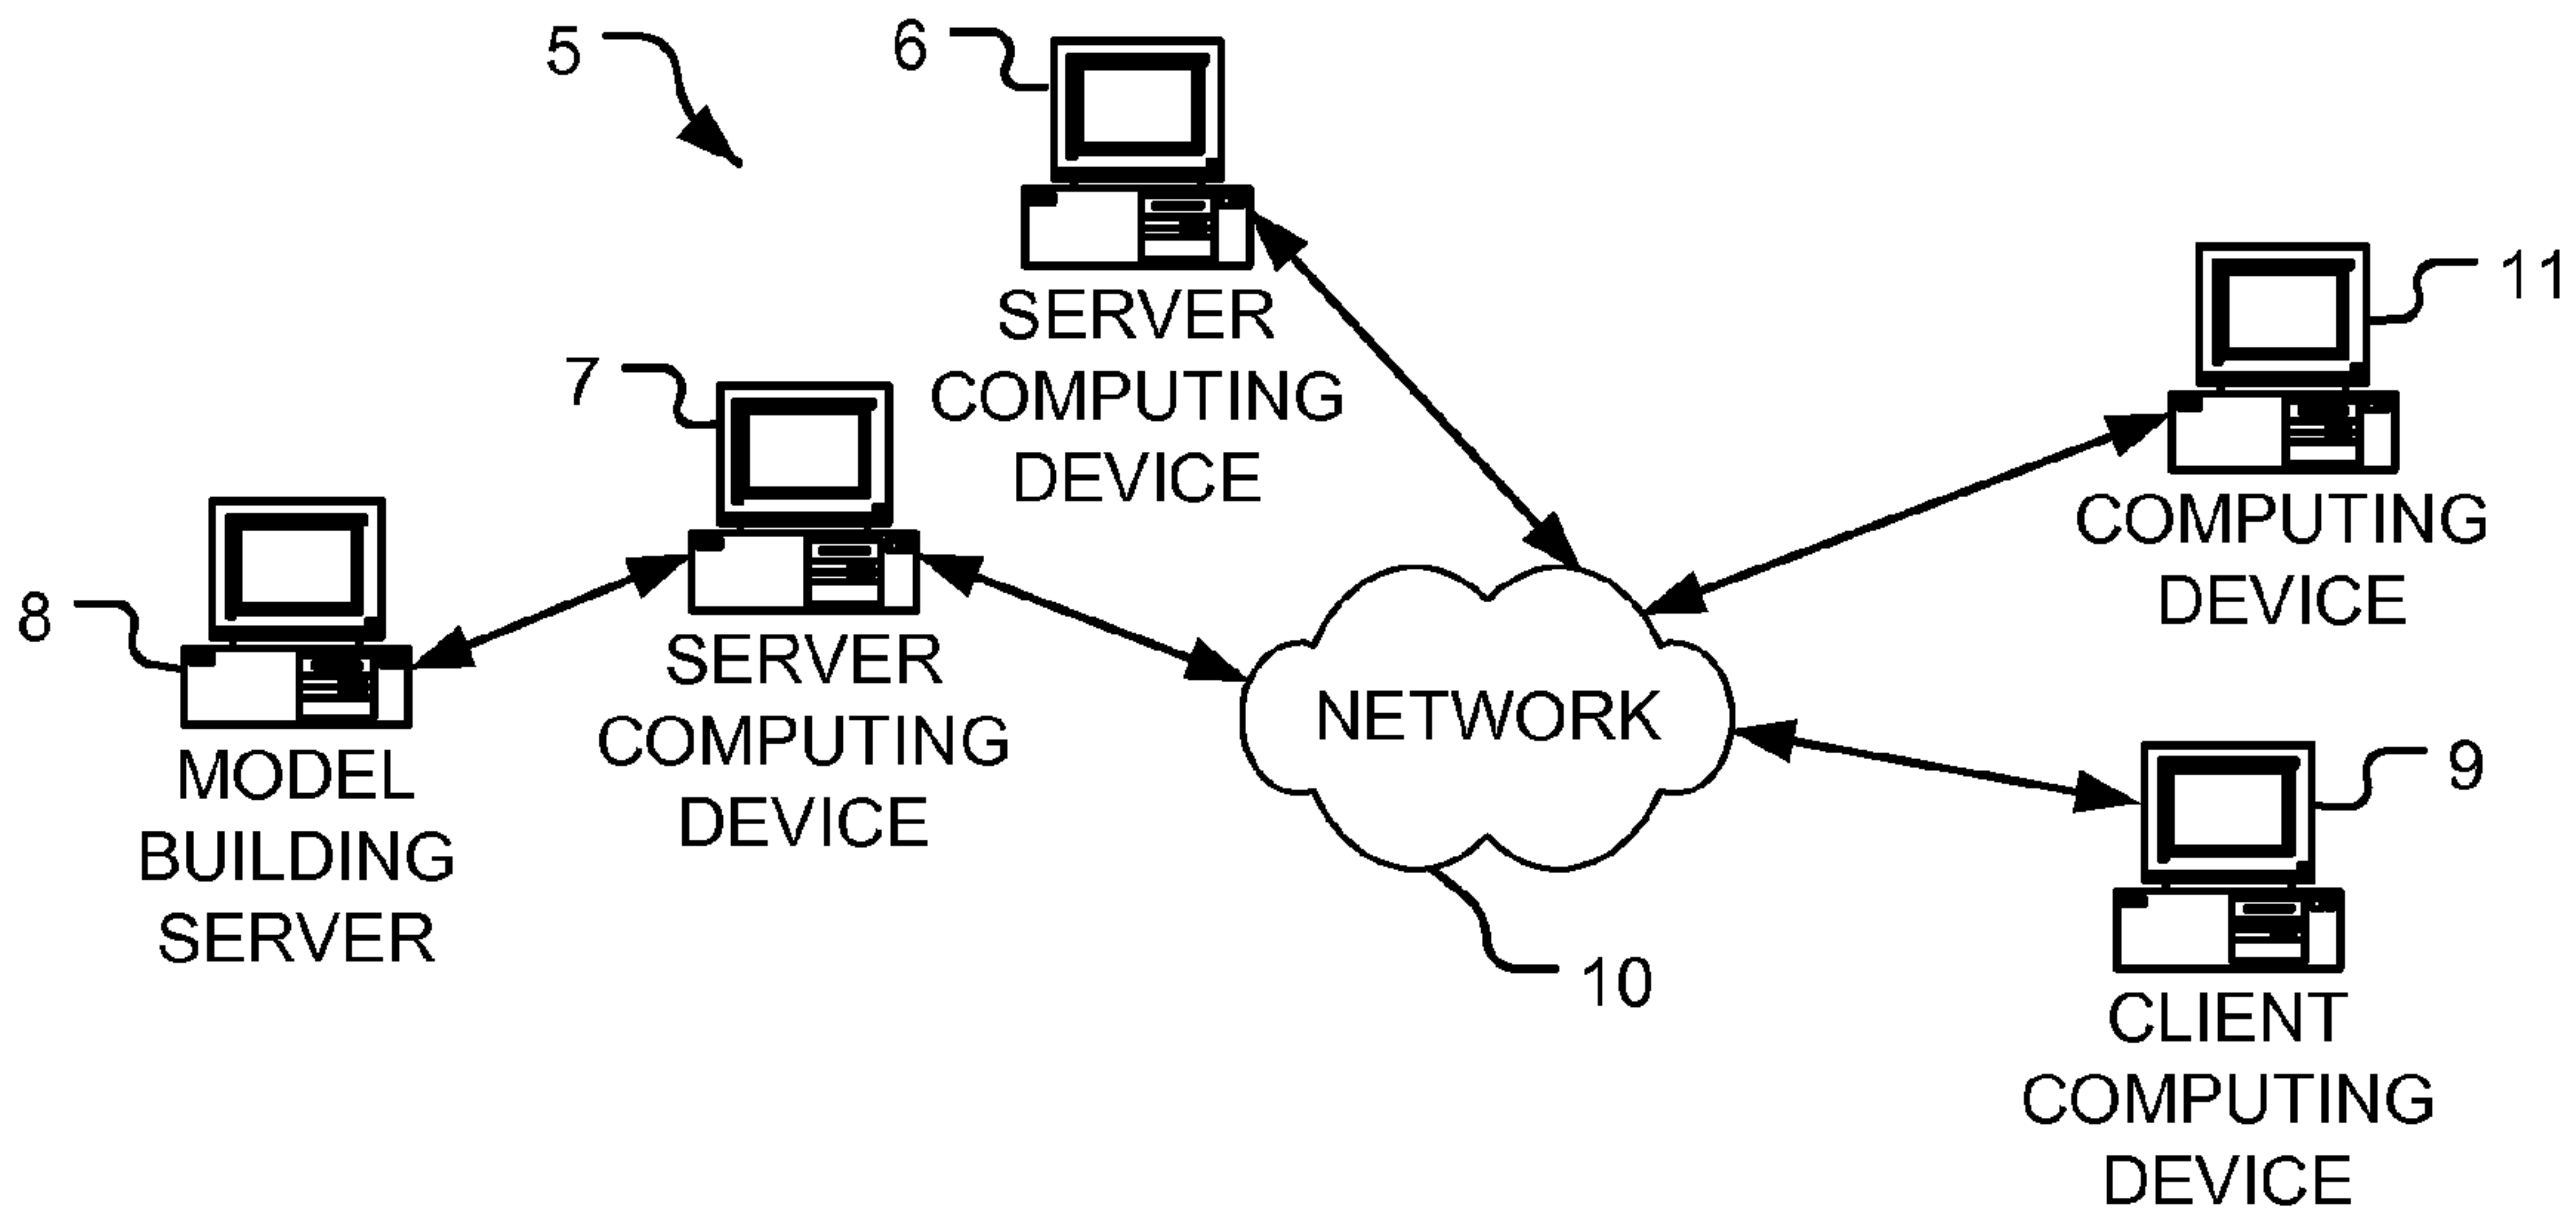 5
6
SERVER
COMPUTING
DEVICE
11
COMPUTING
DEVICE
7
SERVER
COMPUTING
DEVICE
8
MODEL
BUILDING
SERVER
NETWORK
10
9
CLIENT
COMPUTING
DEVICE